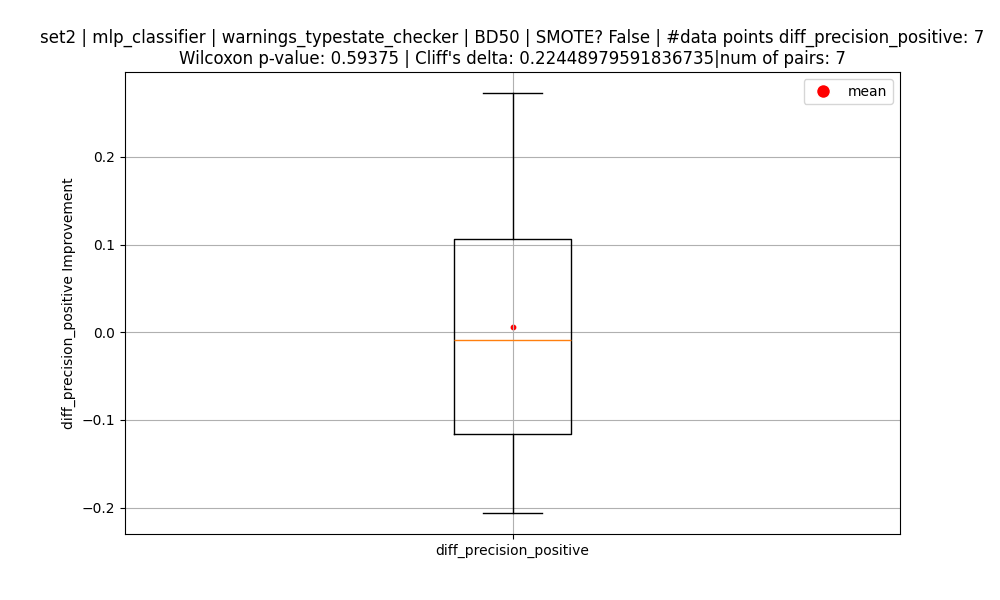 set2 | mlp_classifier | warnings_typestate_checker | BD50 | SMOTE? False | #data points diff_precision_positive: 7
Wilcoxon p-value: 0.59375 | Cliff's delta: 0.22448979591836735|num of pairs: 7
mean
0.2
0.1
0.0
−0.1
−0.2
diff_precision_positive Improvement
diff_precision_positive